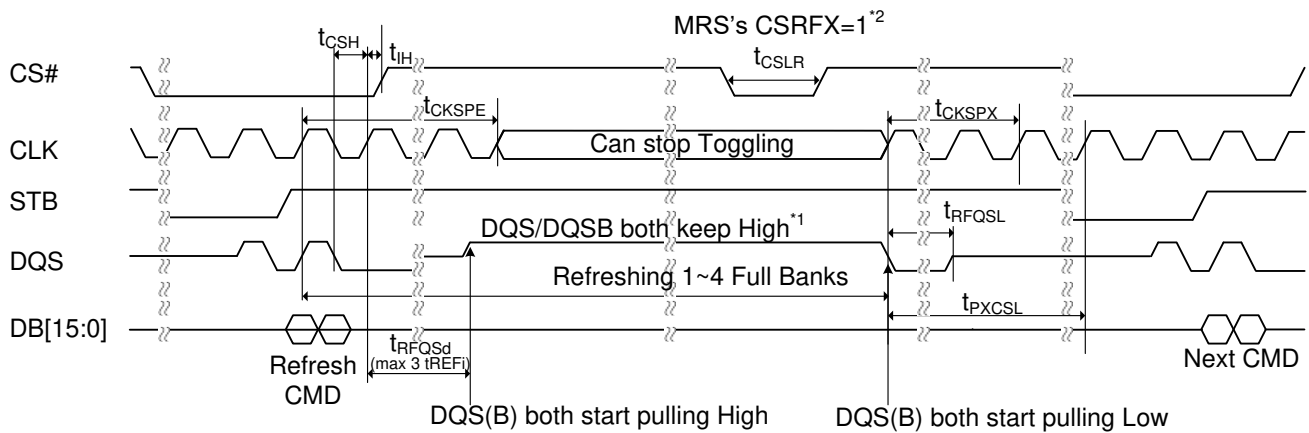 MRS's CSRFX=1*2
tCSH
tIH
tCSLR
CS#
tCKSPE
tCKSPX
CLK
Can stop Toggling
STB
tRFQSL
DQS/DQSB both keep High*1
DQS
Refreshing 1~4 Full Banks
tPXCSL
DB[15:0]
tRFQSd
(max 3 tREFi)
Refresh
CMD
Next CMD
DQS(B) both start pulling High
DQS(B) both start pulling Low